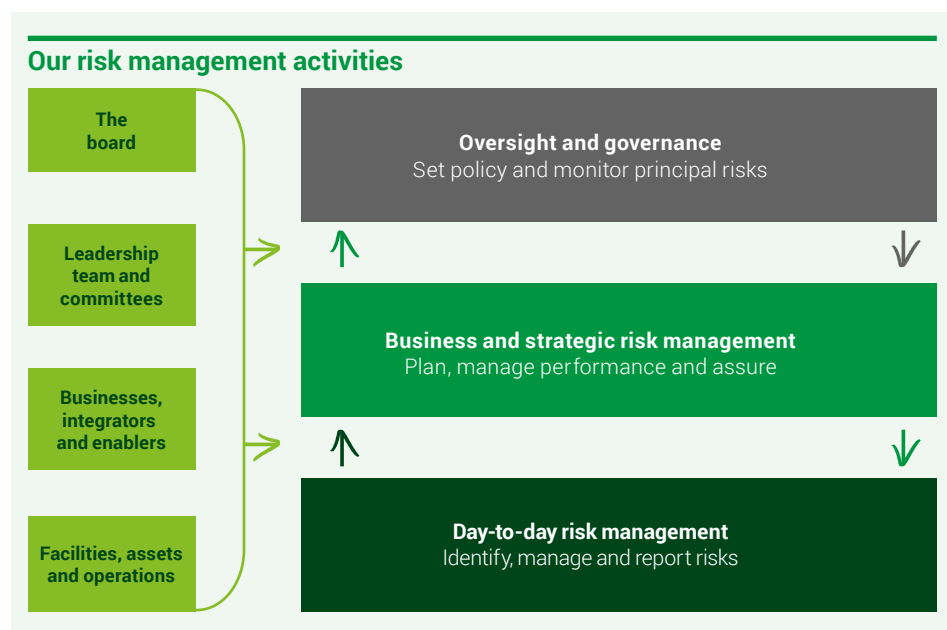 Our risk management activities
The
board
Leadership
team and
committees
Businesses,
integrators
and enablers
Facilities, assets
and operations
Oversight and governance
Set policy and monitor principal risks
Business and strategic risk management
Plan, manage performance and assure
Day-to-day risk management
Identify, manage and report risks